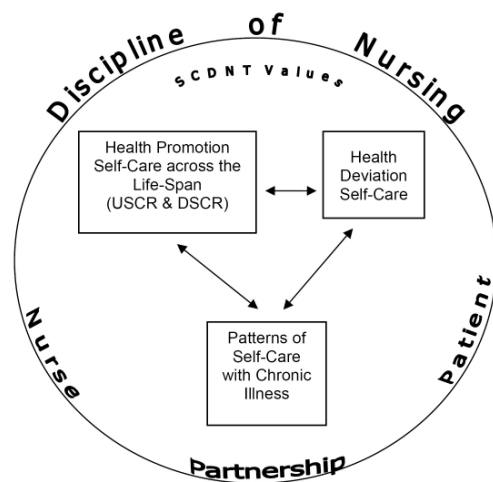 Discipline of Nursing
SCDNT Values
Health Promotion
Self-Care across the
Life-Span
(USCR & DSCR)
Health
Deviation
Self-Care
Patterns of
Self-Care
with Chronic
Illness
Nurse
Partnership
Patient